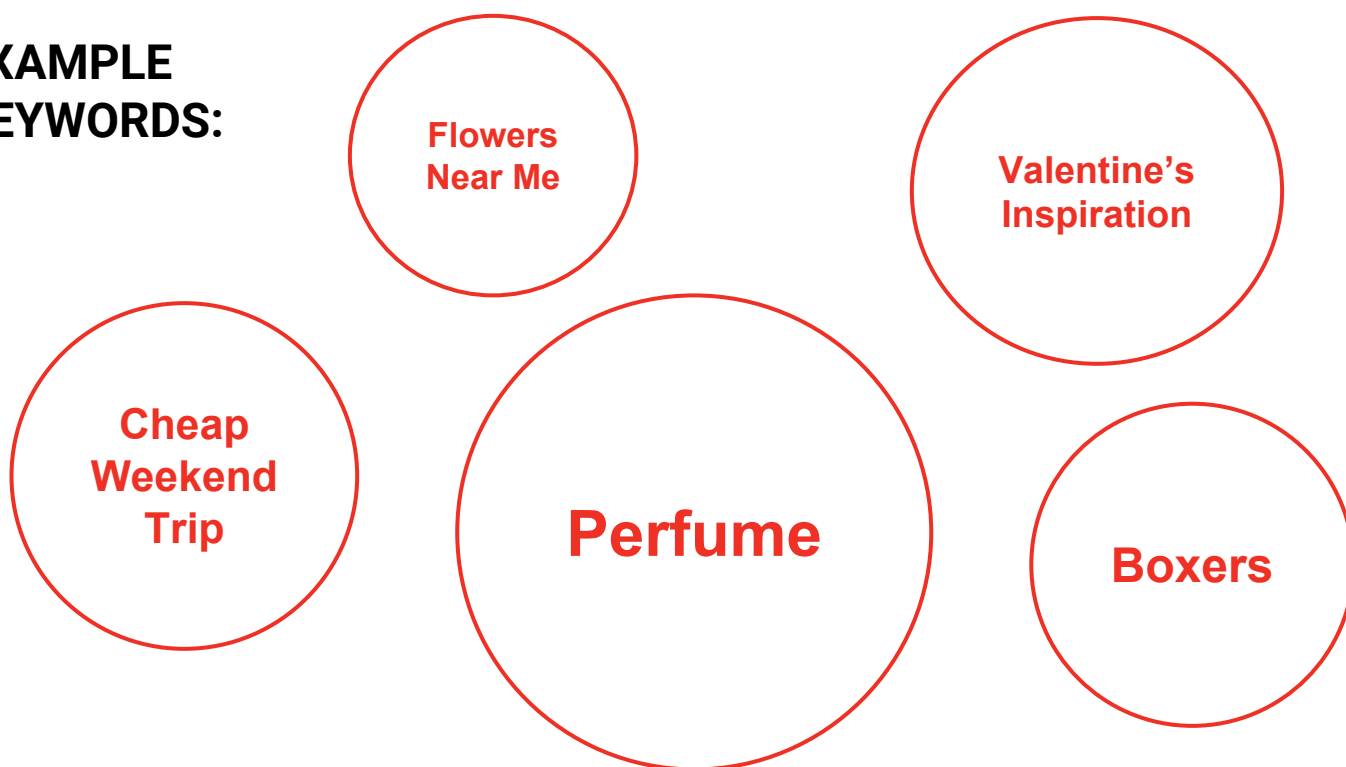 XAMPLE
EYWORDS:
Flowers
Near Me
Valentine’s
Inspiration
Cheap
Weekend
Trip
Perfume
Boxers